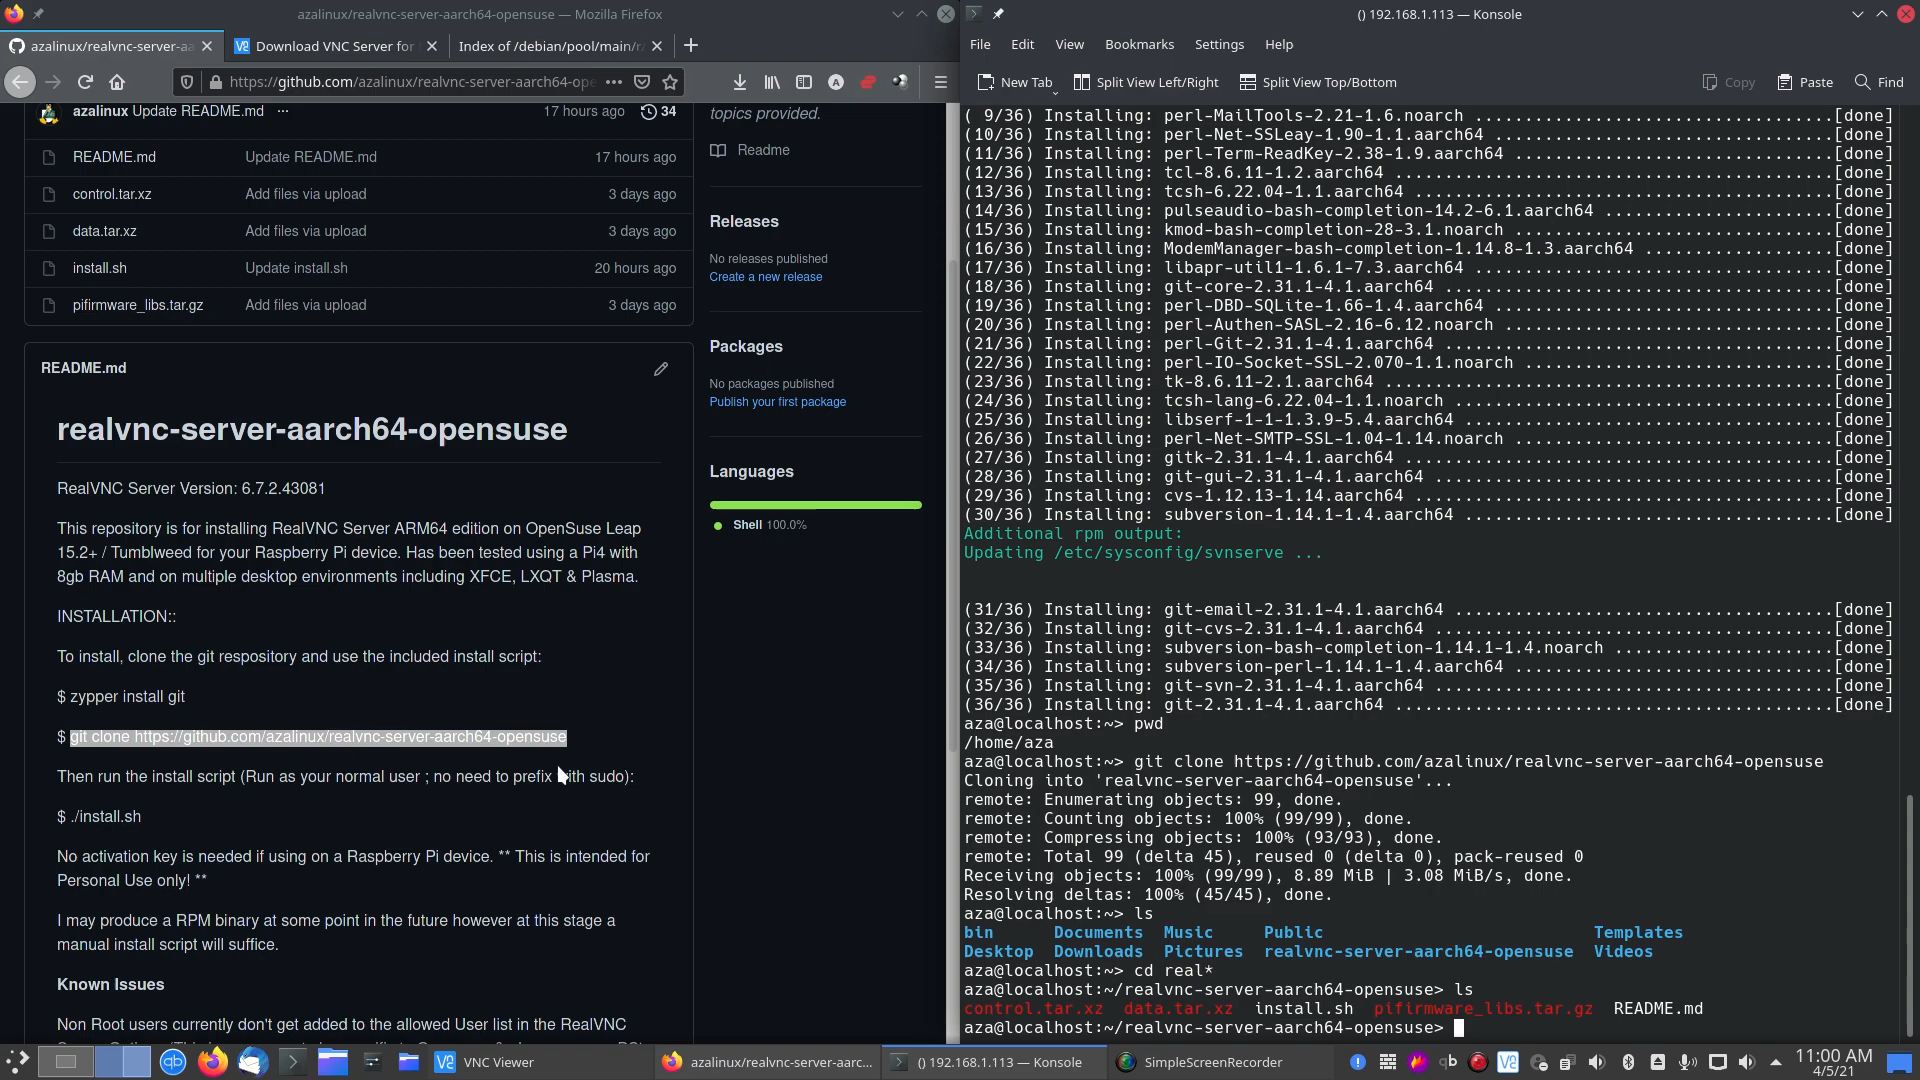 azalinux/realvnc-server-aarch64-opensuse — Mozilla Firefox
azalinux/realvnc-server-aa
Download VNC Server for
Index of /debian/pool/main/r
https://github.com/azalinux/realvnc-server-aarch64-ope
azalinux Update README.md ... 17 hours ago 34
README.md Update README.md 17 hours ago
control.tar.xz Add files via upload 3 days ago
data.tar.xz Add files via upload 3 days ago
install.sh Update install.sh 20 hours ago
pifirmware_libs.tar.gz Add files via upload 3 days ago
README.md
realvnc-server-aarch64-opensuse
RealVNC Server Version: 6.7.2.43081
This repository is for installing RealVNC Server ARM64 edition on OpenSuse Leap
15.2+ / Tumblweed for your Raspberry Pi device. Has been tested using a Pi4 with
8gb RAM and on multiple desktop environments including XFCE, LXQT & Plasma.
INSTALLATION::
To install, clone the git respository and use the included install script:
$ zypper install git
$ git clone https://github.com/azalinux/realvnc-server-aarch64-opensuse
Then run the install script (Run as your normal user ; no need to prefix with sudo):
$ ./install.sh
No activation key is needed if using on a Raspberry Pi device. ** This is intended for
Personal Use only! **
I may produce a RPM binary at some point in the future however at this stage a
manual install script will suffice.
Known Issues
Non Root users currently don't get added to the allowed User list in the RealVNC
topics provided.
Readme
Releases
No releases published
Create a new release
Packages
No packages published
Publish your first package
Languages
Shell 100.0%
() 192.168.1.113 — Konsole
File Edit View Bookmarks Settings Help
New Tab Split View Left/Right Split View Top/Bottom Copy Paste Find
( 9/36) Installing: perl-MailTools-2.21-1.6.noarch ....................................[done]
(10/36) Installing: perl-Net-SSLeay-1.90-1.1.aarch64 ...................................[done]
(11/36) Installing: perl-Term-ReadKey-2.38-1.9.aarch64 ................................[done]
(12/36) Installing: tcl-8.6.11-1.2.aarch64 ............................................[done]
(13/36) Installing: tcsh-6.22.04-1.1.aarch64 ..........................................[done]
(14/36) Installing: pulseaudio-bash-completion-14.2-6.1.aarch64 .......................[done]
(15/36) Installing: kmod-bash-completion-28-3.1.noarch ................................[done]
(16/36) Installing: ModemManager-bash-completion-1.14.8-1.3.aarch64 ...................[done]
(17/36) Installing: libapr-util1-1.6.1-7.3.aarch64 ....................................[done]
(18/36) Installing: git-core-2.31.1-4.1.aarch64 .......................................[done]
(19/36) Installing: perl-DBD-SQLite-1.66-1.4.aarch64 ..................................[done]
(20/36) Installing: perl-Authen-SASL-2.16-6.12.noarch .................................[done]
(21/36) Installing: perl-Git-2.31.1-4.1.aarch64 .......................................[done]
(22/36) Installing: perl-IO-Socket-SSL-2.070-1.1.noarch ...............................[done]
(23/36) Installing: tk-8.6.11-2.1.aarch64 .............................................[done]
(24/36) Installing: tcsh-lang-6.22.04-1.1.noarch ......................................[done]
(25/36) Installing: libserf-1-1-1.3.9-5.4.aarch64 .....................................[done]
(26/36) Installing: perl-Net-SMTP-SSL-1.04-1.14.noarch ................................[done]
(27/36) Installing: gitk-2.31.1-4.1.aarch64 ...........................................[done]
(28/36) Installing: git-gui-2.31.1-4.1.aarch64 ........................................[done]
(29/36) Installing: cvs-1.12.13-1.14.aarch64 ..........................................[done]
(30/36) Installing: subversion-1.14.1-1.4.aarch64 .....................................[done]
Additional rpm output:
Updating /etc/sysconfig/svnserve ...
(31/36) Installing: git-email-2.31.1-4.1.aarch64 ......................................[done]
(32/36) Installing: git-cvs-2.31.1-4.1.aarch64 ........................................[done]
(33/36) Installing: subversion-bash-completion-1.14.1-1.4.noarch ......................[done]
(34/36) Installing: subversion-perl-1.14.1-1.4.aarch64 ................................[done]
(35/36) Installing: git-svn-2.31.1-4.1.aarch64 ........................................[done]
(36/36) Installing: git-2.31.1-4.1.aarch64 ............................................[done]
aza@localhost:~> pwd
/home/aza
aza@localhost:~> git clone https://github.com/azalinux/realvnc-server-aarch64-opensuse
Cloning into 'realvnc-server-aarch64-opensuse'...
remote: Enumerating objects: 99, done.
remote: Counting objects: 100% (99/99), done.
remote: Compressing objects: 100% (93/93), done.
remote: Total 99 (delta 45), reused 0 (delta 0), pack-reused 0
Receiving objects: 100% (99/99), 8.89 MiB | 3.08 MiB/s, done.
Resolving deltas: 100% (45/45), done.
aza@localhost:~> ls
bin Documents Music Public Templates
Desktop Downloads Pictures realvnc-server-aarch64-opensuse Videos
aza@localhost:~> cd real*
aza@localhost:~/realvnc-server-aarch64-opensuse> ls
control.tar.xz data.tar.xz install.sh pifirmware_libs.tar.gz README.md
aza@localhost:~/realvnc-server-aarch64-opensuse>
VNC Viewer
azalinux/realvnc-server-aarc...
() 192.168.1.113 — Konsole
SimpleScreenRecorder
11:00 AM
4/5/21